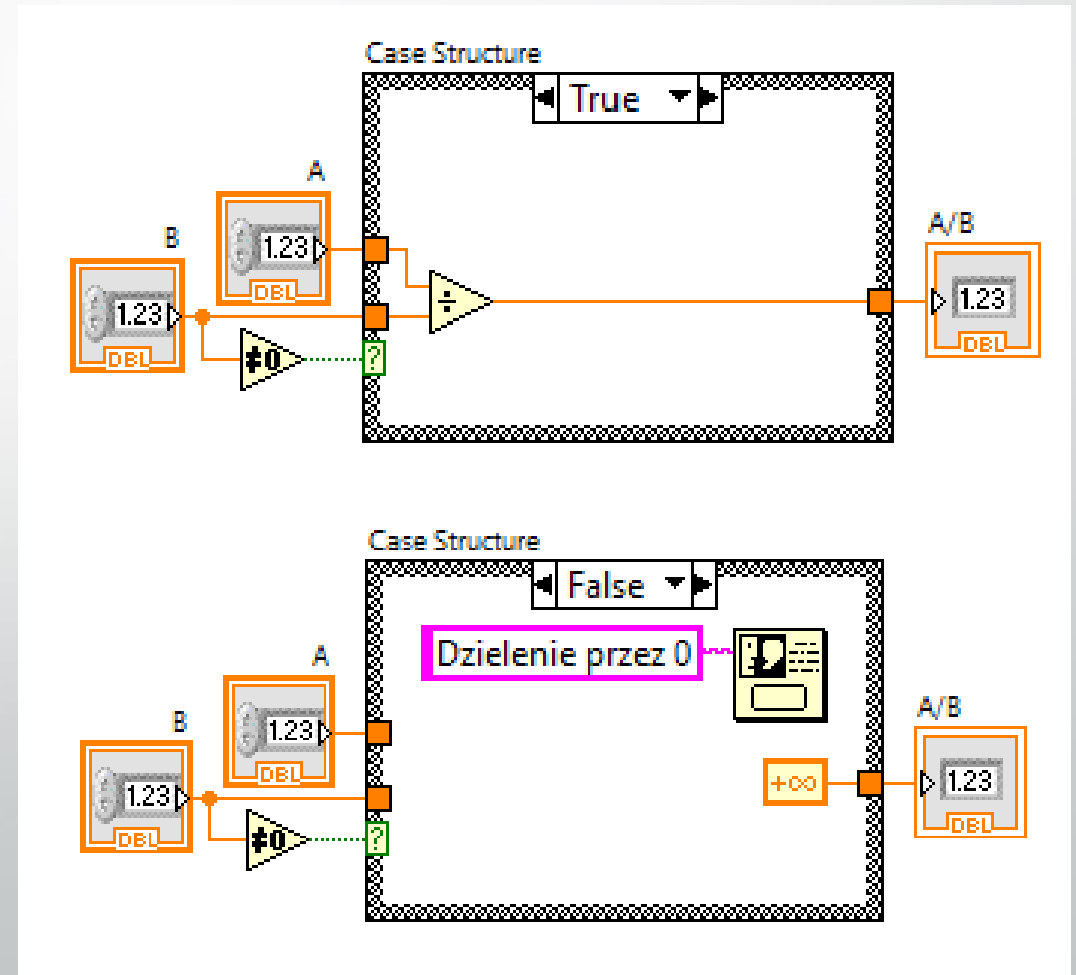 Case Structure
True
A
B
A/B
1.23
DBL
1.23
DBL
1.23
DBL
÷
≠0
?
Case Structure
False
Dzielenie przez 0
A
B
A/B
1.23
DBL
1.23
DBL
1.23
DBL
+∞
≠0
?